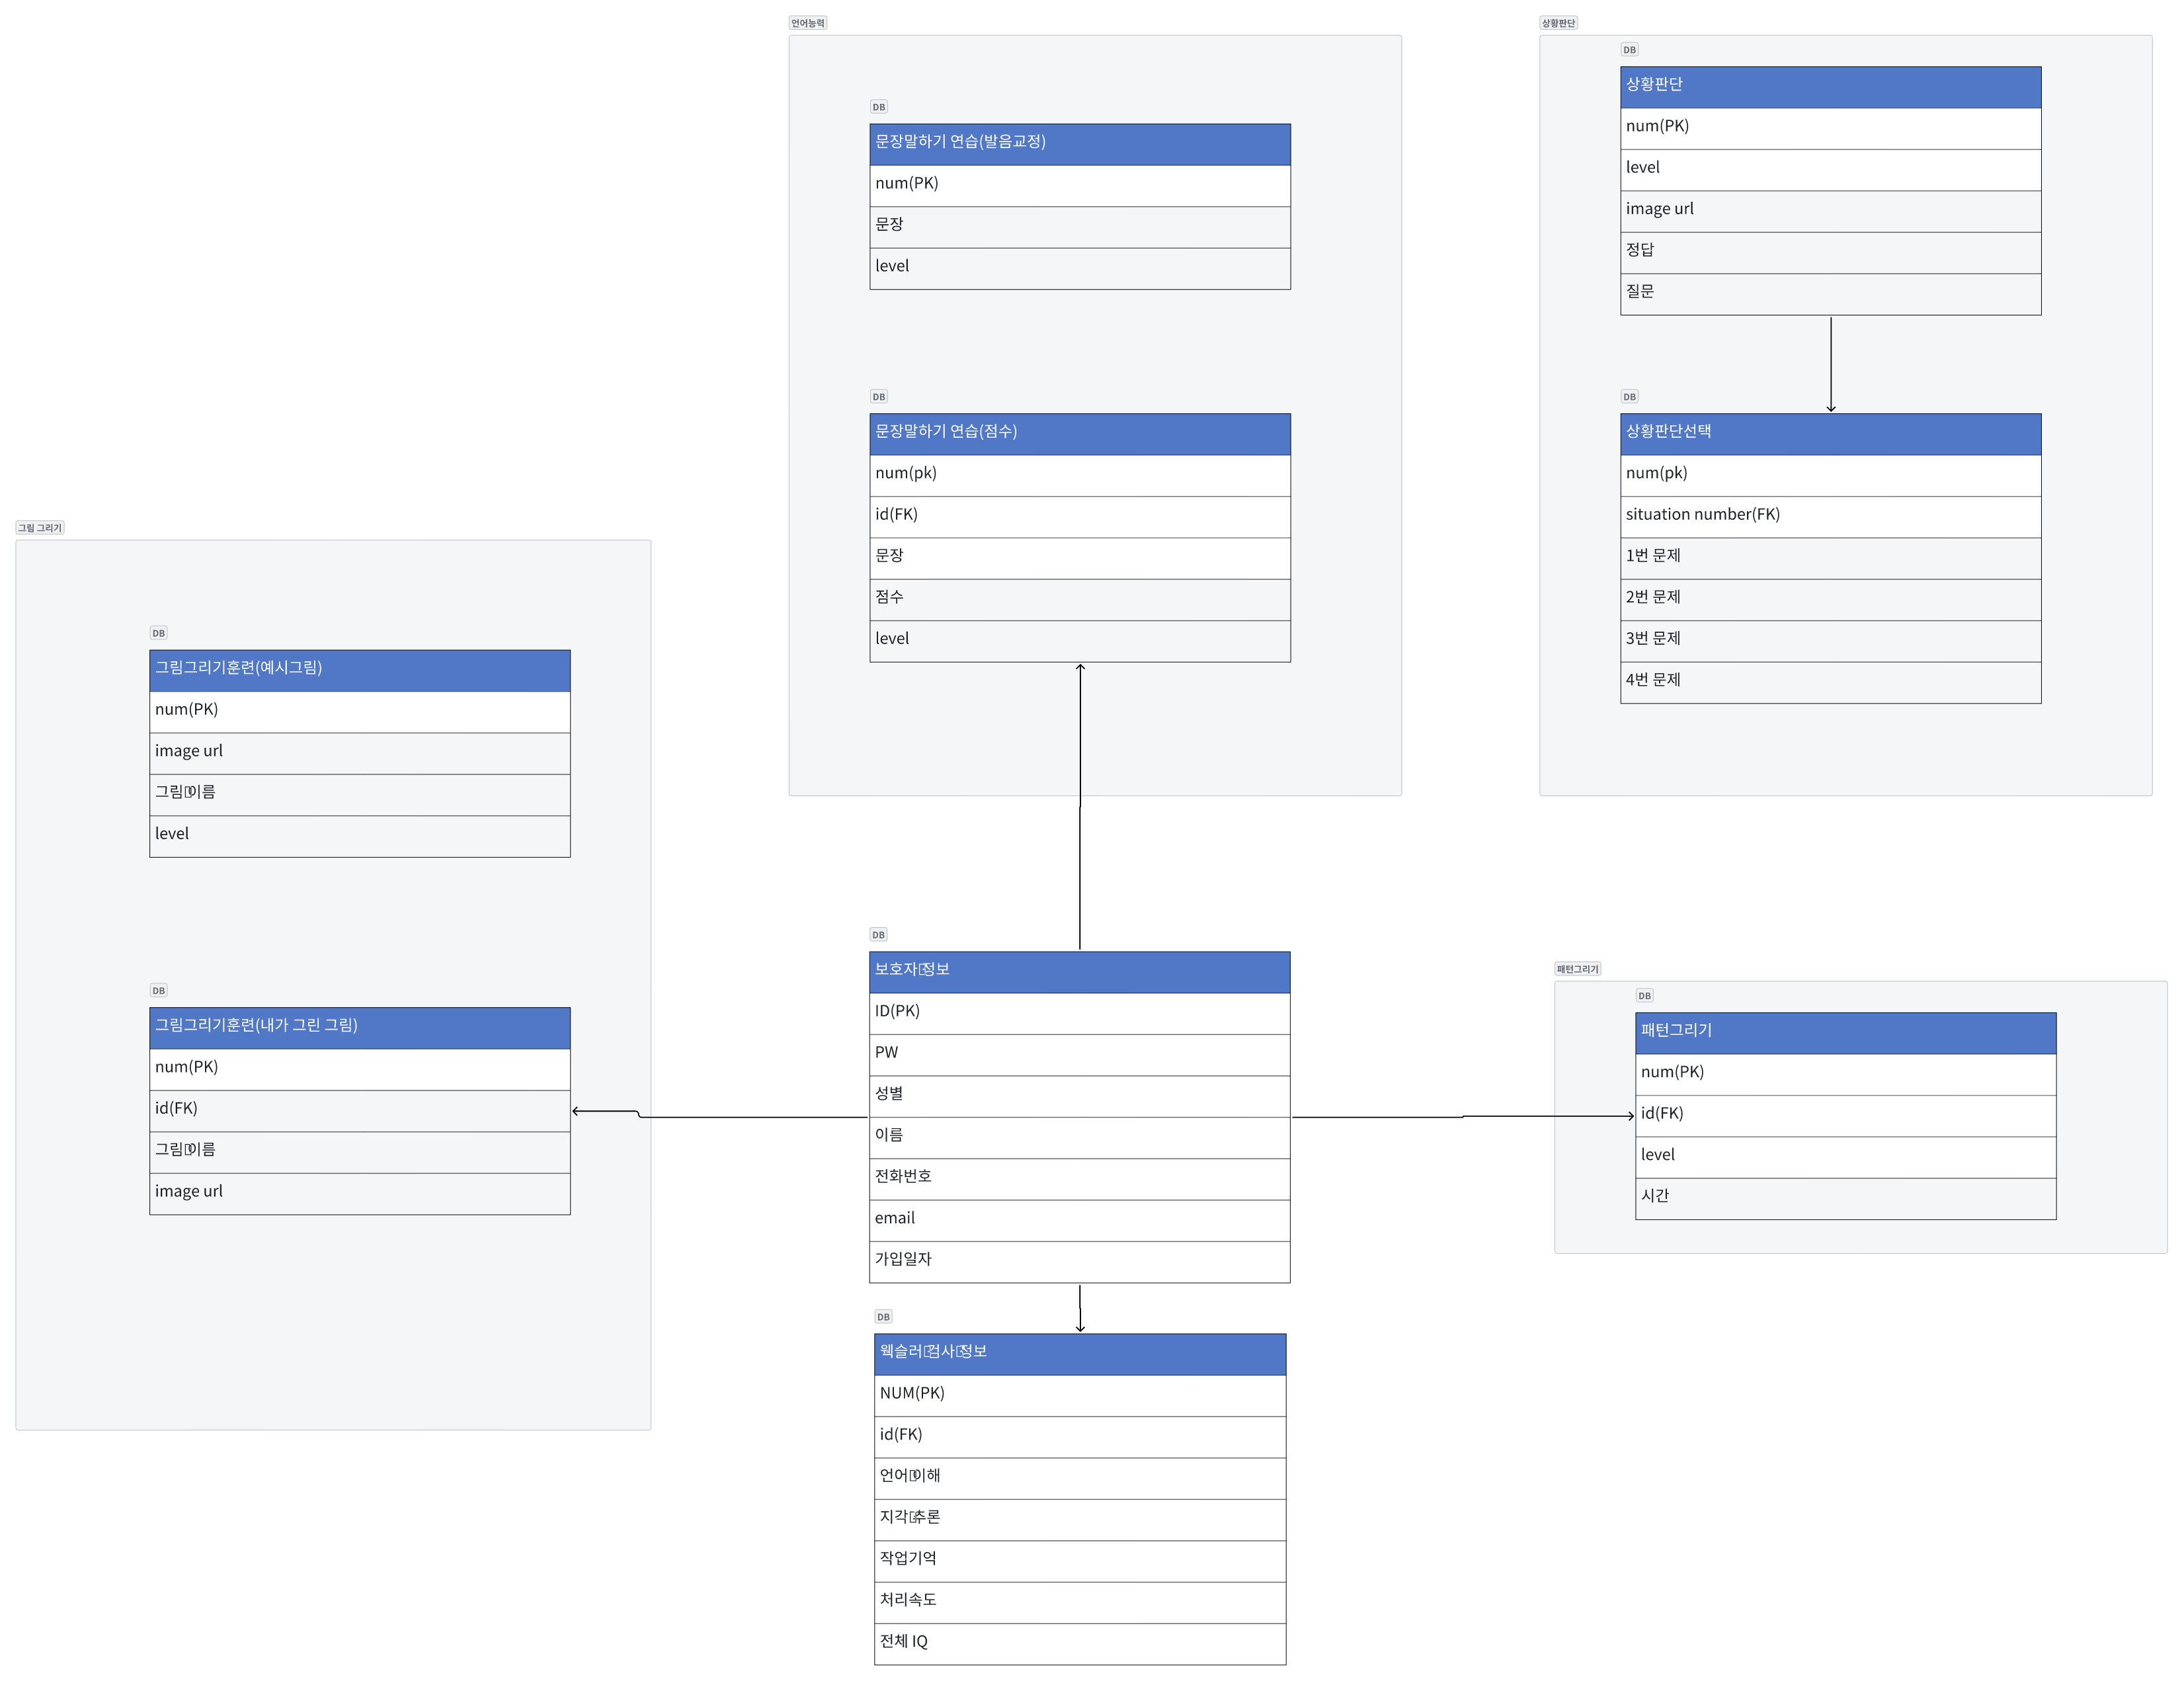 언어능력
DB
문장말하기 연습(발음교정)
num(PK)
문장
level
DB
문장말하기 연습(점수)
num(pk)
id(FK)
문장
점수
level
상황판단
DB
상황판단
num(PK)
level
image url
정답
질문
DB
상황판단선택
num(pk)
situation number(FK)
1번 문제
2번 문제
3번 문제
4번 문제
그림 그리기
DB
그림그리기훈련(예시그림)
num(PK)
image url
그림 이름
level
DB
그림그리기훈련(내가 그린 그림)
num(PK)
id(FK)
그림 이름
image url
DB
보호자 정보
ID(PK)
PW
성별
이름
전화번호
email
가입일자
패턴그리기
DB
패턴그리기
num(PK)
id(FK)
level
시간
DB
웩슬러 검사 정보
NUM(PK)
id(FK)
언어 이해
지각 추론
작업기억
처리속도
전체 IQ